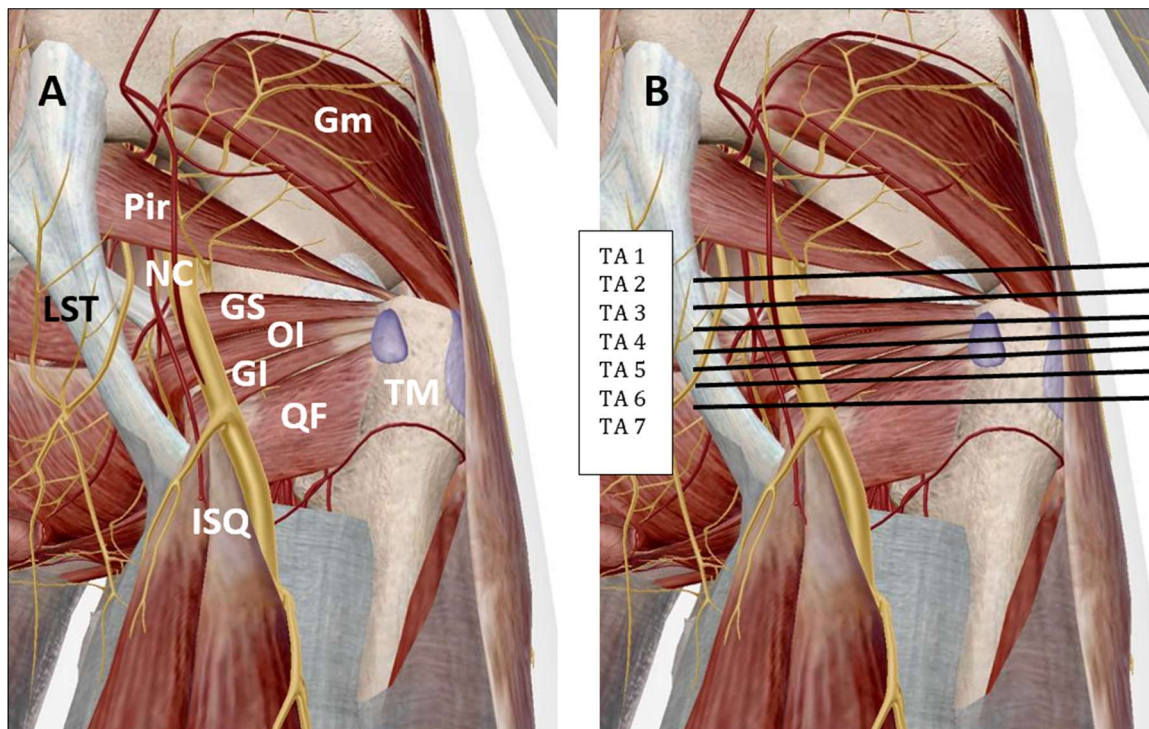 A
Gm
Pir
NC
LST
GS
OI
GI
TM
QF
ISQ
B
TA 1
TA 2
TA 3
TA 4
TA 5
TA 6
TA 7